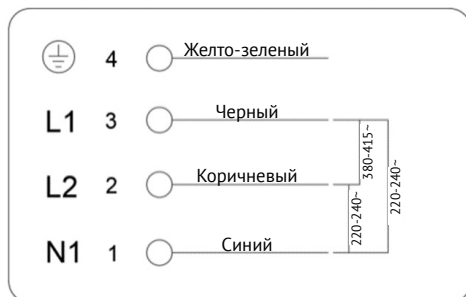 4 Желто-зеленый
L1 3 Черный
380-415~
220-240~
L2 2 Коричневый
220-240~
N1 1 Синий